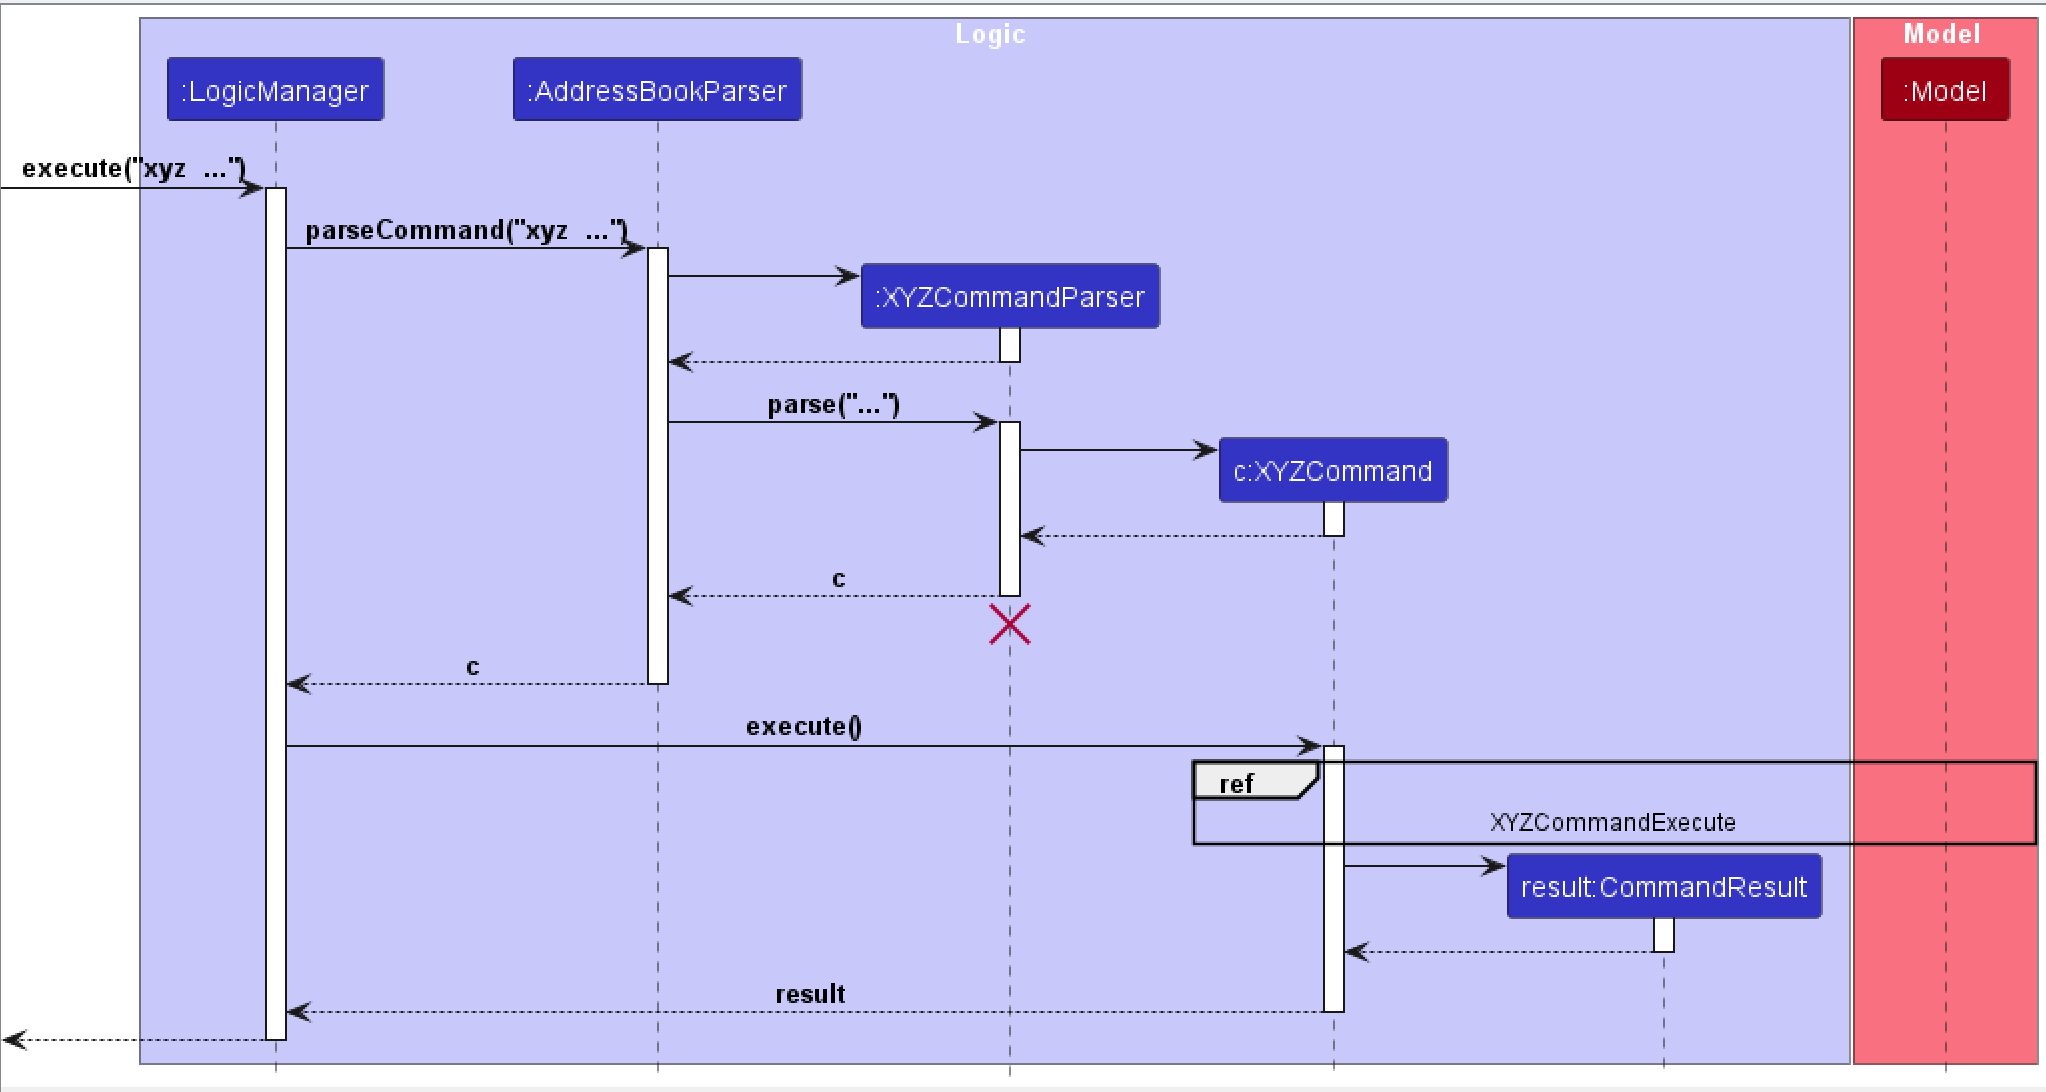 Logic
Model
:LogicManager
:AddressBookParser
:Model
execute("xyz ...")
parseCommand("xyz ...")
:XYZCommandParser
parse("...")
c:XYZCommand
c
c
execute()
ref
XYZCommandExecute
result:CommandResult
result